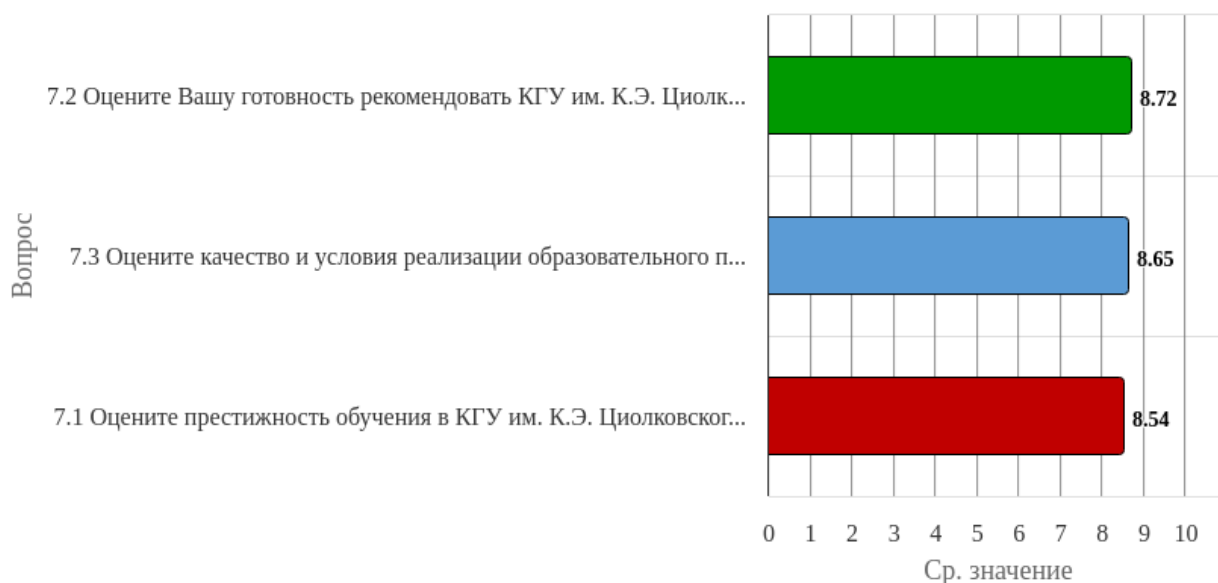 7.2 Оцените Вашу готовность рекомендовать КГУ им. К.Э. Циолк...
8.72
7.3 Оцените качество и условия реализации образовательного п...
8.65
7.1 Оцените престижность обучения в КГУ им. К.Э. Циолковског...
8.54
Вопрос
0 1 2 3 4 5 6 7 8 9 10
Ср. значение